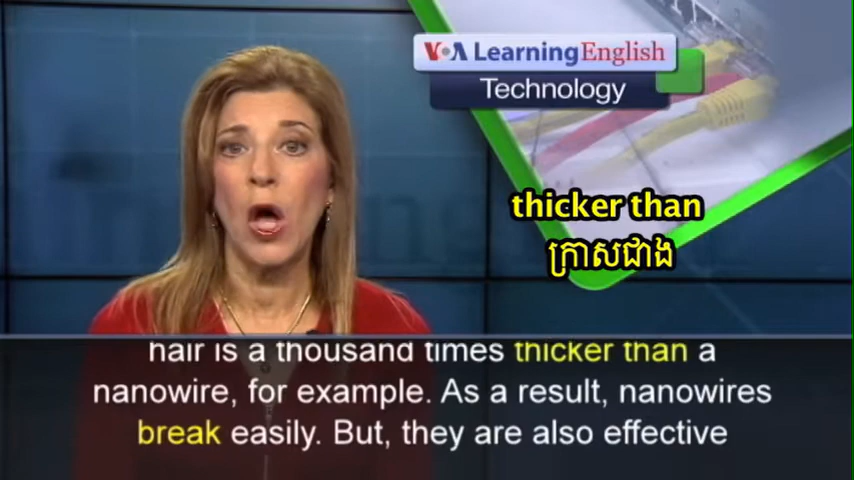 VOA LearningEnglish
Technology
thicker than
ក្រាសជាង
hair is a thousand times thicker than a
nanowire, for example. As a result, nanowires
break easily. But, they are also effective